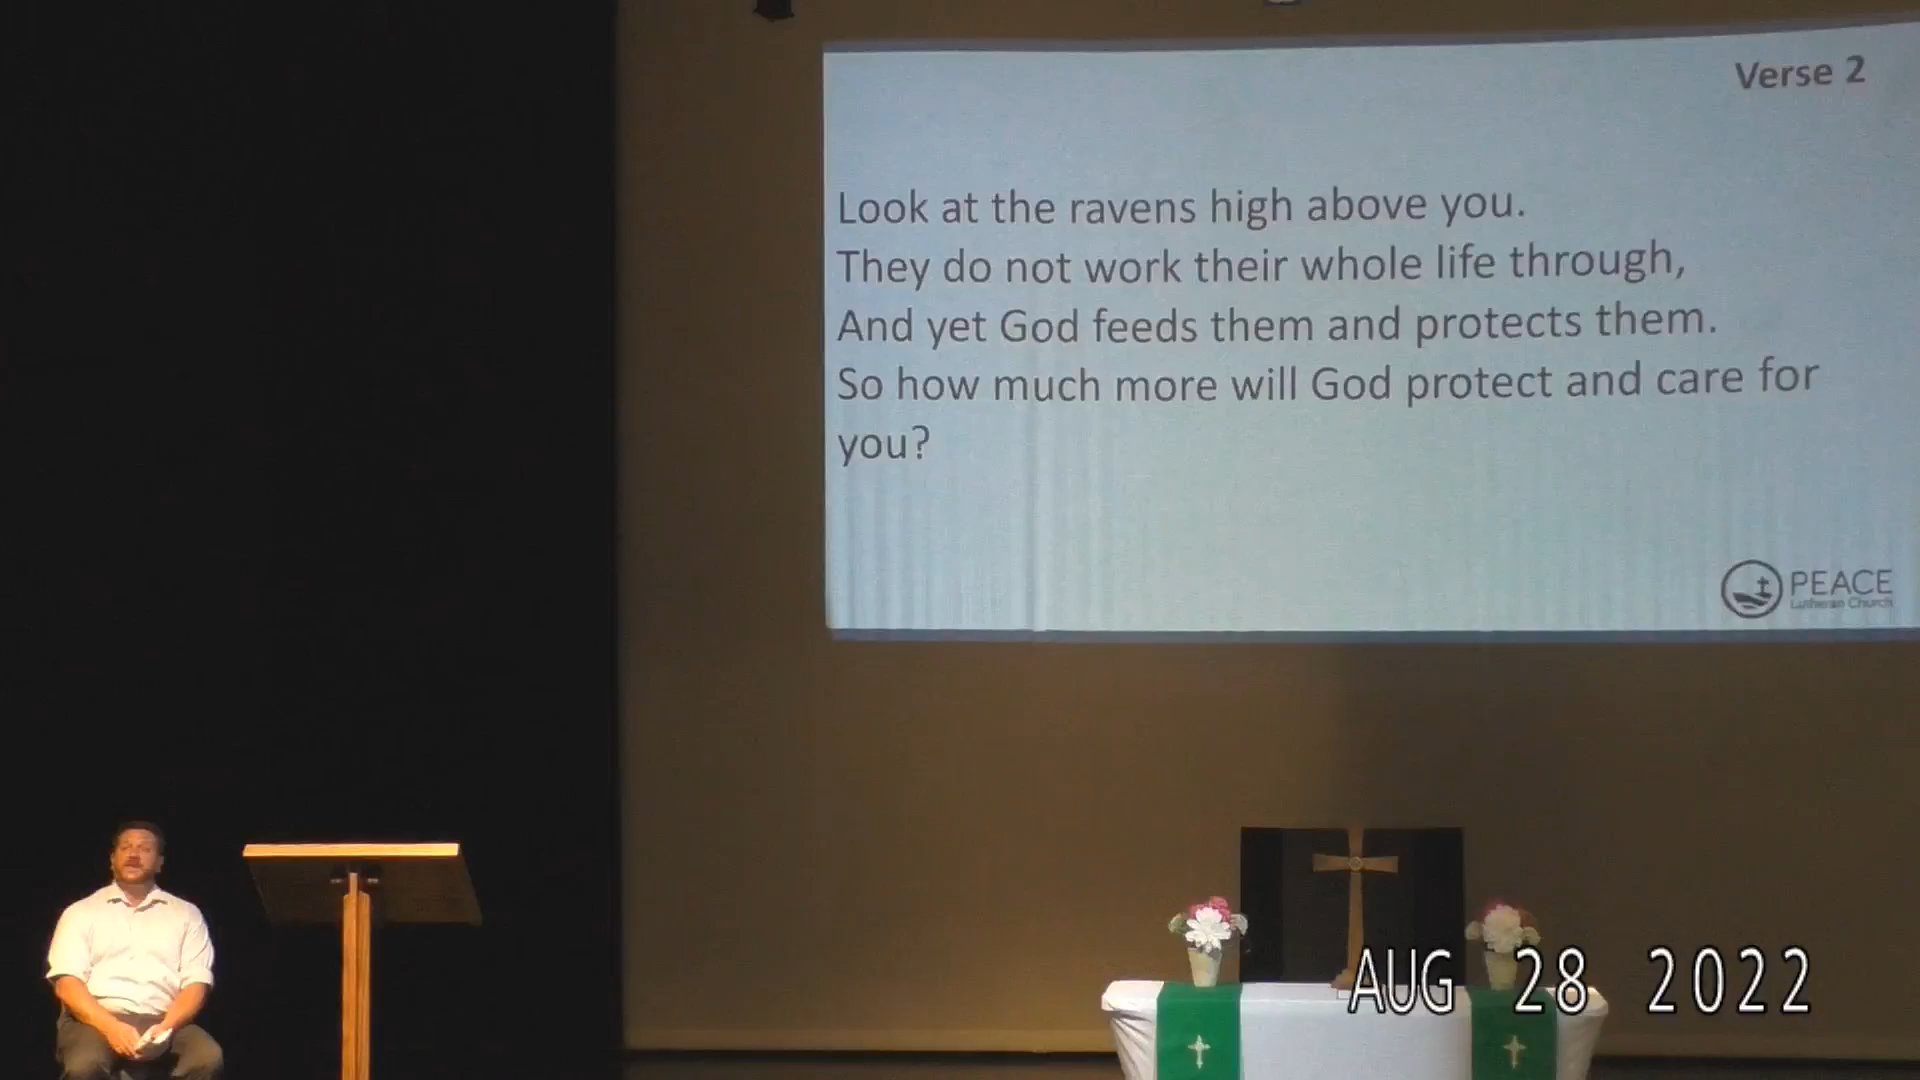 Verse 2
Look at the ravens high above you.
They do not work their whole life through,
And yet God feeds them and protects them.
So how much more will God protect and care for
you?
PEACE
Lutheran Church
AUG 28 2022